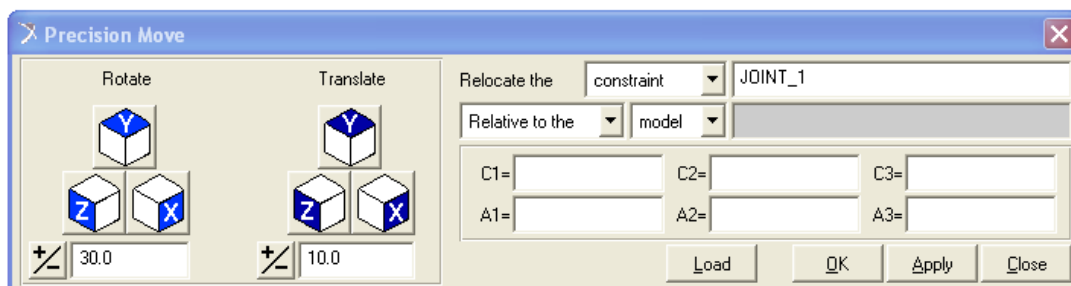 Precision Move
Rotate Translate
Y Y
Z X Z X
+/- 30.0 +/- 10.0
Relocate the constraint JOINT_1
Relative to the model
C1= C2= C3=
A1= A2= A3=
Load OK Apply Close